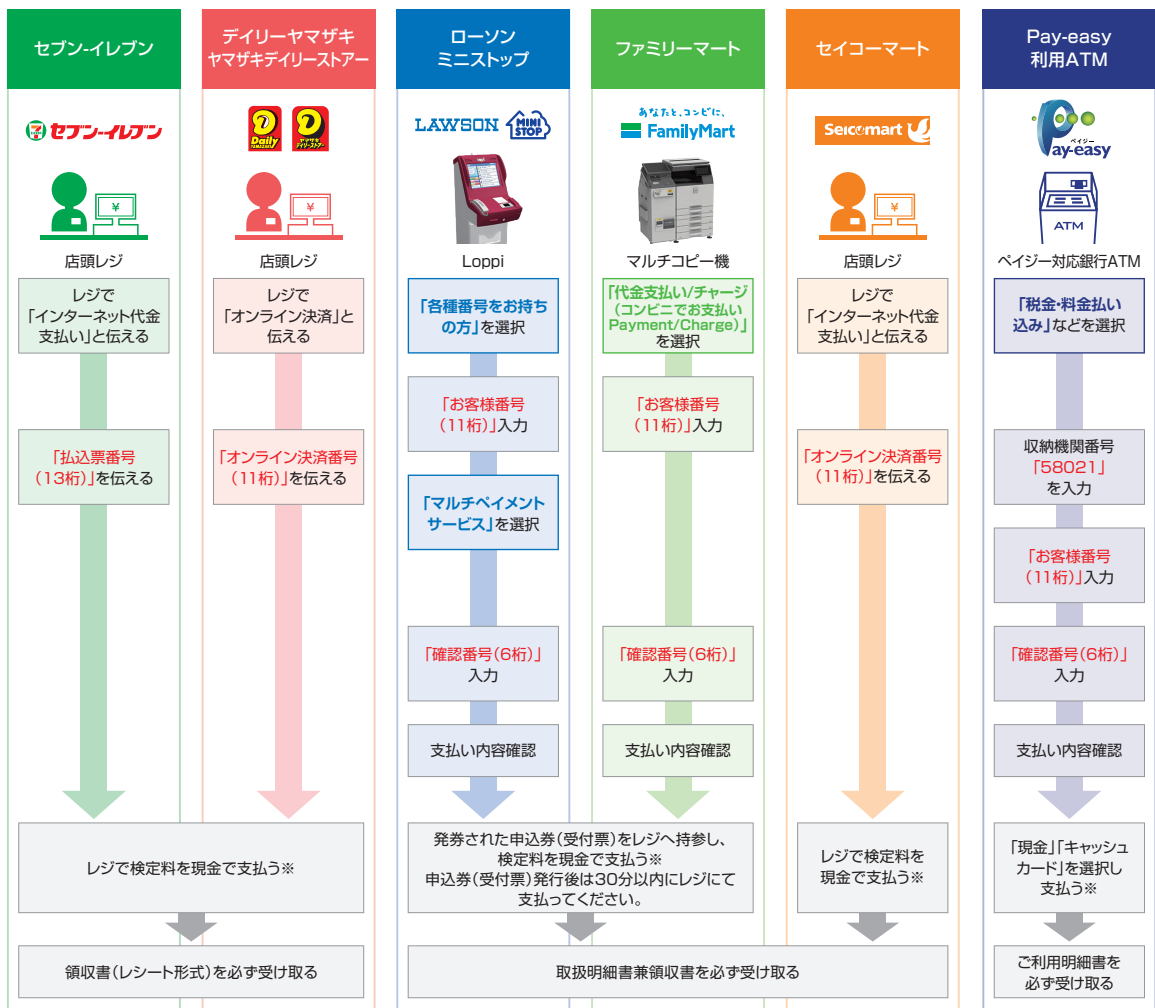 セブン-イレブン
デイリーヤマザキ
ヤマザキデイリーストアー
ローソン
ミニストップ
ファミリーマート
セイコーマート
Pay-easy
利用ATM
セブン-イレブン
Daily
YAMAZAKI
ヤマザキ
デイリーストアー
LAWSON
MINI
STOP
あなたと、コンビに、
FamilyMart
Seicomart
ペイジー
Pay-easy
¥
¥
¥
ATM
店頭レジ
店頭レジ
Loppi
マルチコピー機
店頭レジ
ペイジー対応銀行ATM
レジで
「インターネット代金
支払い」と伝える
レジで
「オンライン決済」と
伝える
「各種番号をお持ち
の方」を選択
「代金支払い/チャージ
(コンビニでお支払い
Payment/Charge)」
を選択
レジで
「インターネット代金
支払い」と伝える
「税金・料金払い
込み」などを選択
「お客様番号
(11桁)」入力
「お客様番号
(11桁)」入力
「払込票番号
(13桁)」を伝える
「オンライン決済番号
(11桁)」を伝える
「マルチペイメント
サービス」を選択
「オンライン決済番号
(11桁)」を伝える
収納機関番号
「58021」
を入力
「お客様番号
(11桁)」入力
「確認番号(6桁)」
入力
「確認番号(6桁)」
入力
「確認番号(6桁)」
入力
支払い内容確認
支払い内容確認
支払い内容確認
レジで検定料を現金で支払う※
発券された申込券(受付票)をレジへ持参し、
検定料を現金で支払う※
申込券(受付票)発行後は30分以内にレジにて
支払ってください。
レジで検定料を
現金で支払う※
「現金」「キャッシュ
カード」を選択し
支払う※
領収書(レシート形式)を必ず受け取る
取扱明細書兼領収書を必ず受け取る
ご利用明細書を
必ず受け取る